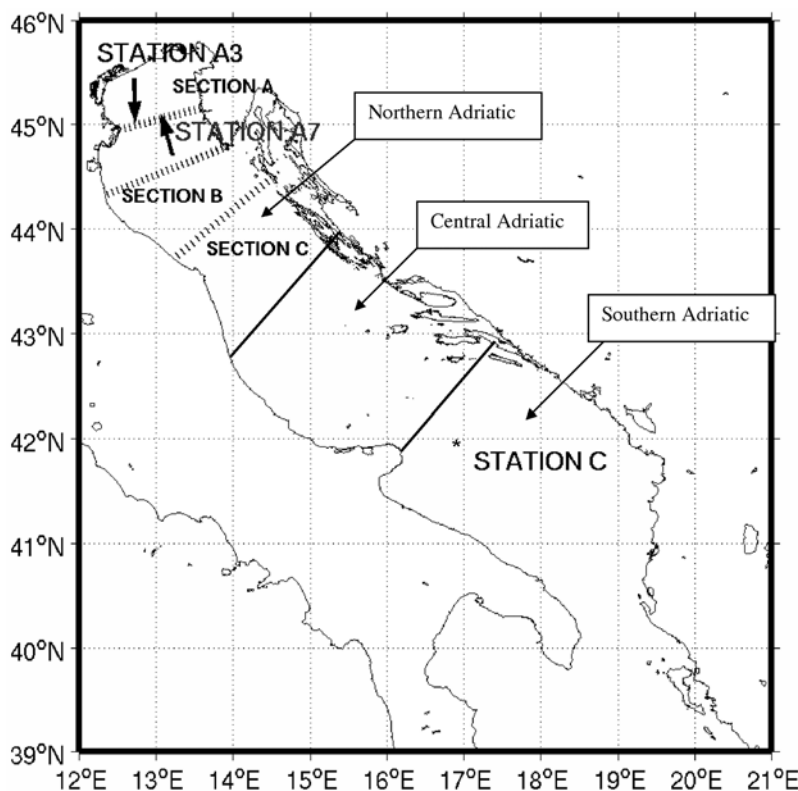 46°N
STATION A3
SECTION A
Northern Adriatic
45°N
STATION A7
SECTION B
Central Adriatic
44°N
SECTION C
Southern Adriatic
43°N
42°N
*
STATION C
41°N
40°N
39°N
12°E 13°E 14°E 15°E 16°E 17°E 18°E 19°E 20°E 21°E